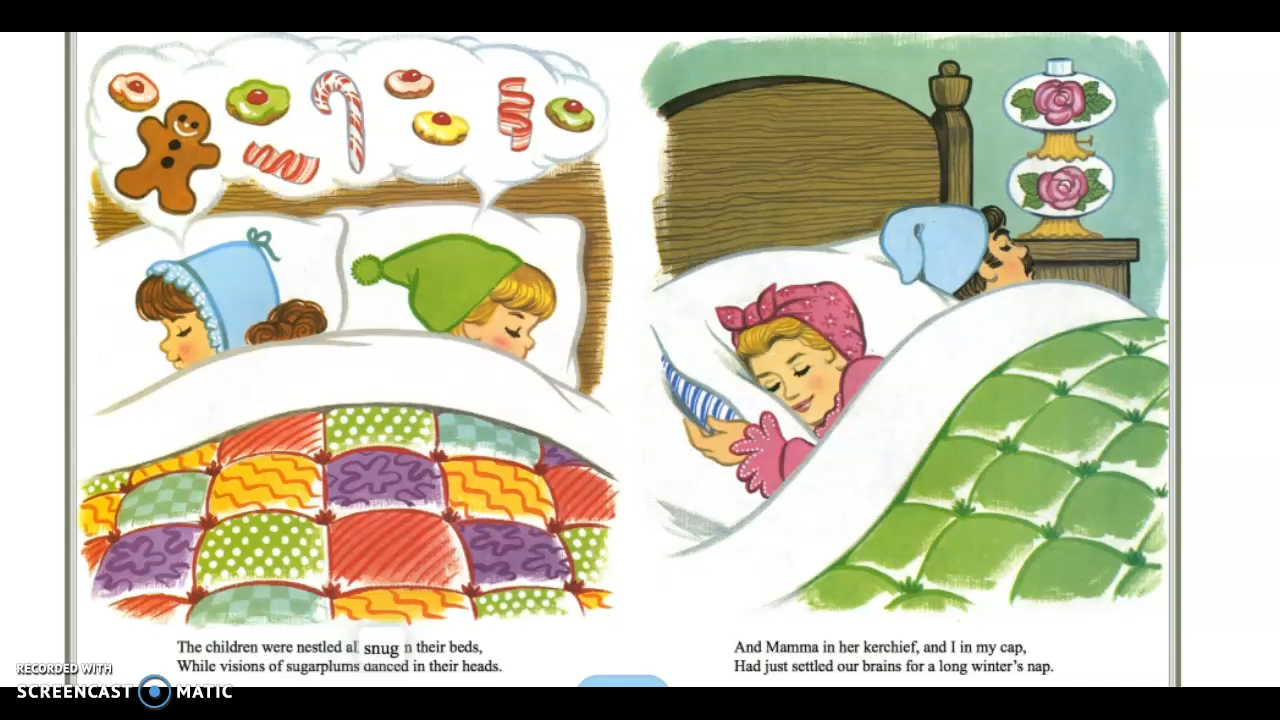 The children were nestled al snug n their beds,
While visions of sugarplums danced in their heads.
And Mamma in her kerchief, and I in my cap,
Had just settled our brains for a long winter's nap.
RECORDED WITH
SCREENCAST MATIC